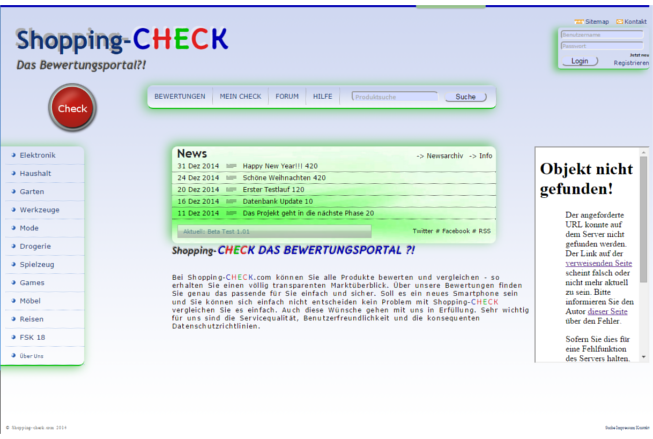 Sitemap Kontakt
Shopping-CHECK
Das Bewertungsportal?!
Benutzername
Passwort
Jetzt neu
Login Registrieren
Check
BEWERTUNGEN MEIN CHECK FORUM HILFE Produktsuche Suche
Elektronik
Haushalt
Garten
Werkzeuge
Mode
Drogerie
Spielzeug
Games
Möbel
Reisen
FSK 18
Über Uns
News -> Newsarchiv -> Info
31 Dez 2014 Happy New Year!!! 420
24 Dez 2014 Schöne Weihnachten 420
20 Dez 2014 Erster Testlauf 120
16 Dez 2014 Datenbank Update 10
11 Dez 2014 Das Projekt geht in die nächste Phase 20
Aktuell: Beta Test 1.01 Twitter # Facebook # RSS
Shopping-CHECK DAS BEWERTUNGSPORTAL ?!
Bei Shopping-CHECK.com können Sie alle Produkte bewerten und vergleichen - so
erhalten Sie einen völlig transparenten Marktüberblick. Über unsere Bewertungen finden
Sie genau das passende für Sie einfach und sicher. Soll es ein neues Smartphone sein
und Sie können sich einfach nicht entscheiden kein Problem mit Shopping-CHECK
vergleichen Sie es einfach. Auch diese Wünsche gehen mit uns in Erfüllung. Sehr wichtig
für uns sind die Servicequalität, Benutzerfreundlichkeit und die konsequenten
Datenschutzrichtlinien.
Objekt nicht
gefunden!
Der angeforderte
URL konnte auf
dem Server nicht
gefunden werden.
Der Link auf der
verweisenden Seite
scheint falsch oder
nicht mehr aktuell
zu sein. Bitte
informieren Sie den
Autor dieser Seite
über den Fehler.
Sofern Sie dies für
eine Fehlfunktion
des Servers halten,
© Shopping-check.com 2014
Suche Impressum Kontakt